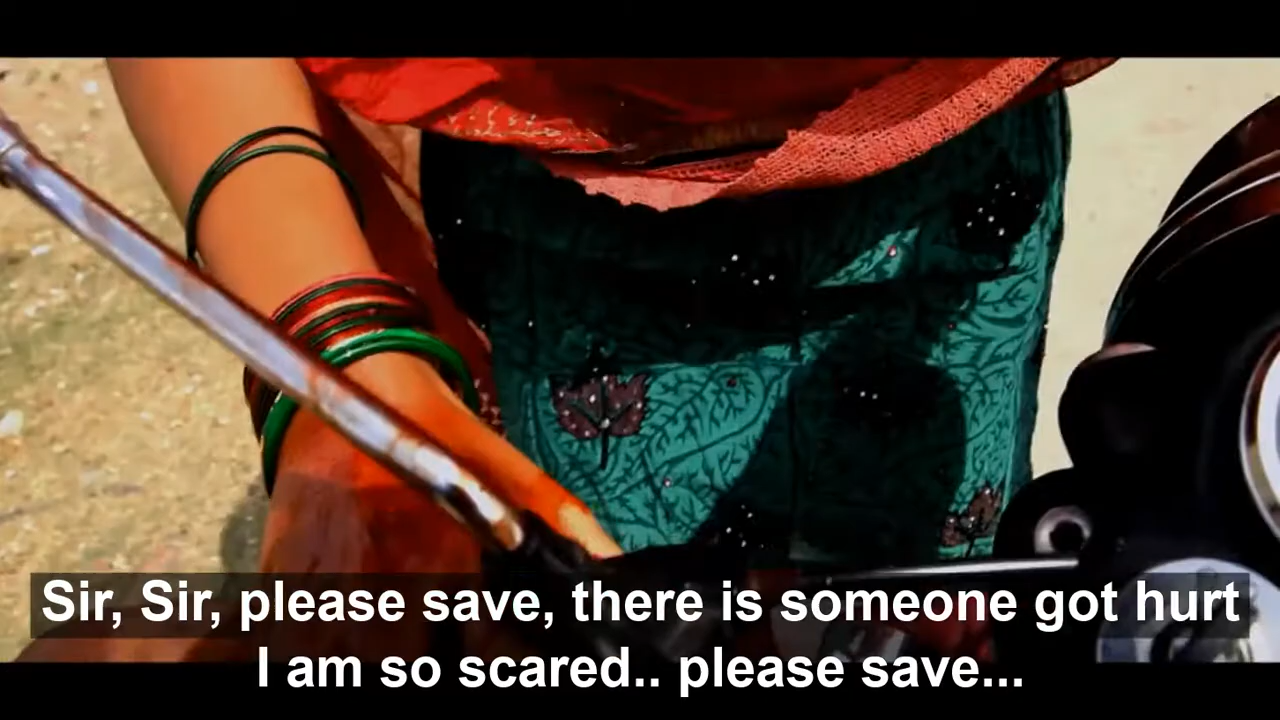 Sir, Sir, please save, there is someone got hurt
I am so scared.. please save...